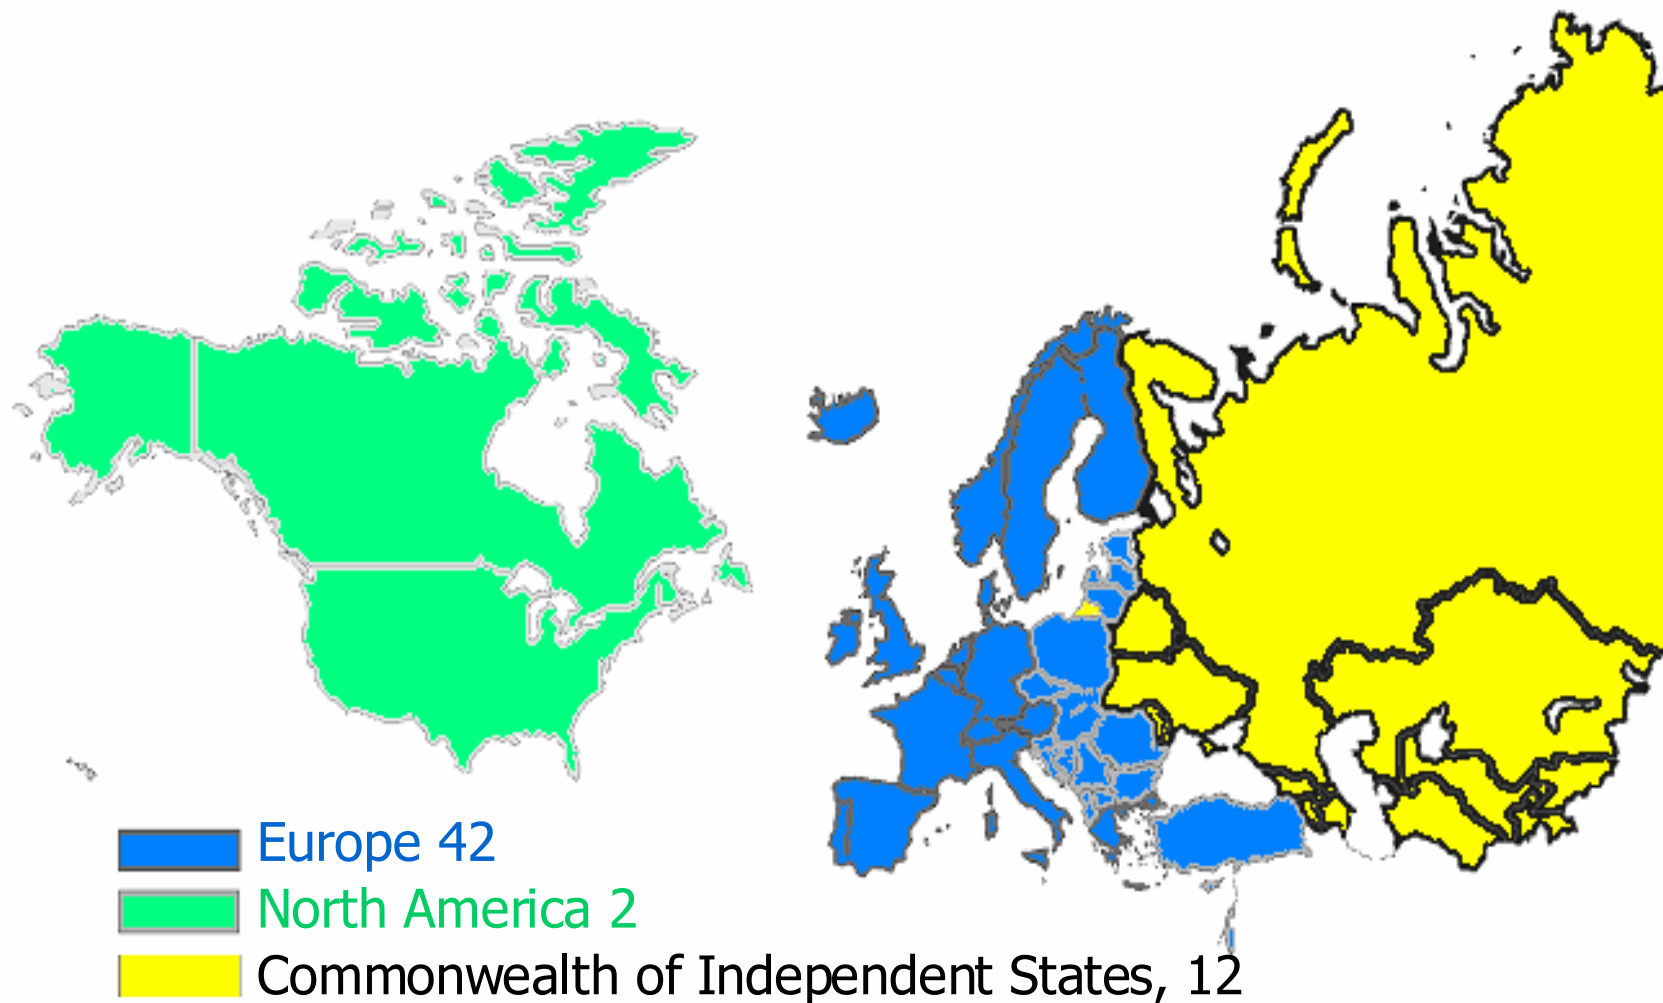 Europe 42
North America 2
Commonwealth of Independent States, 12